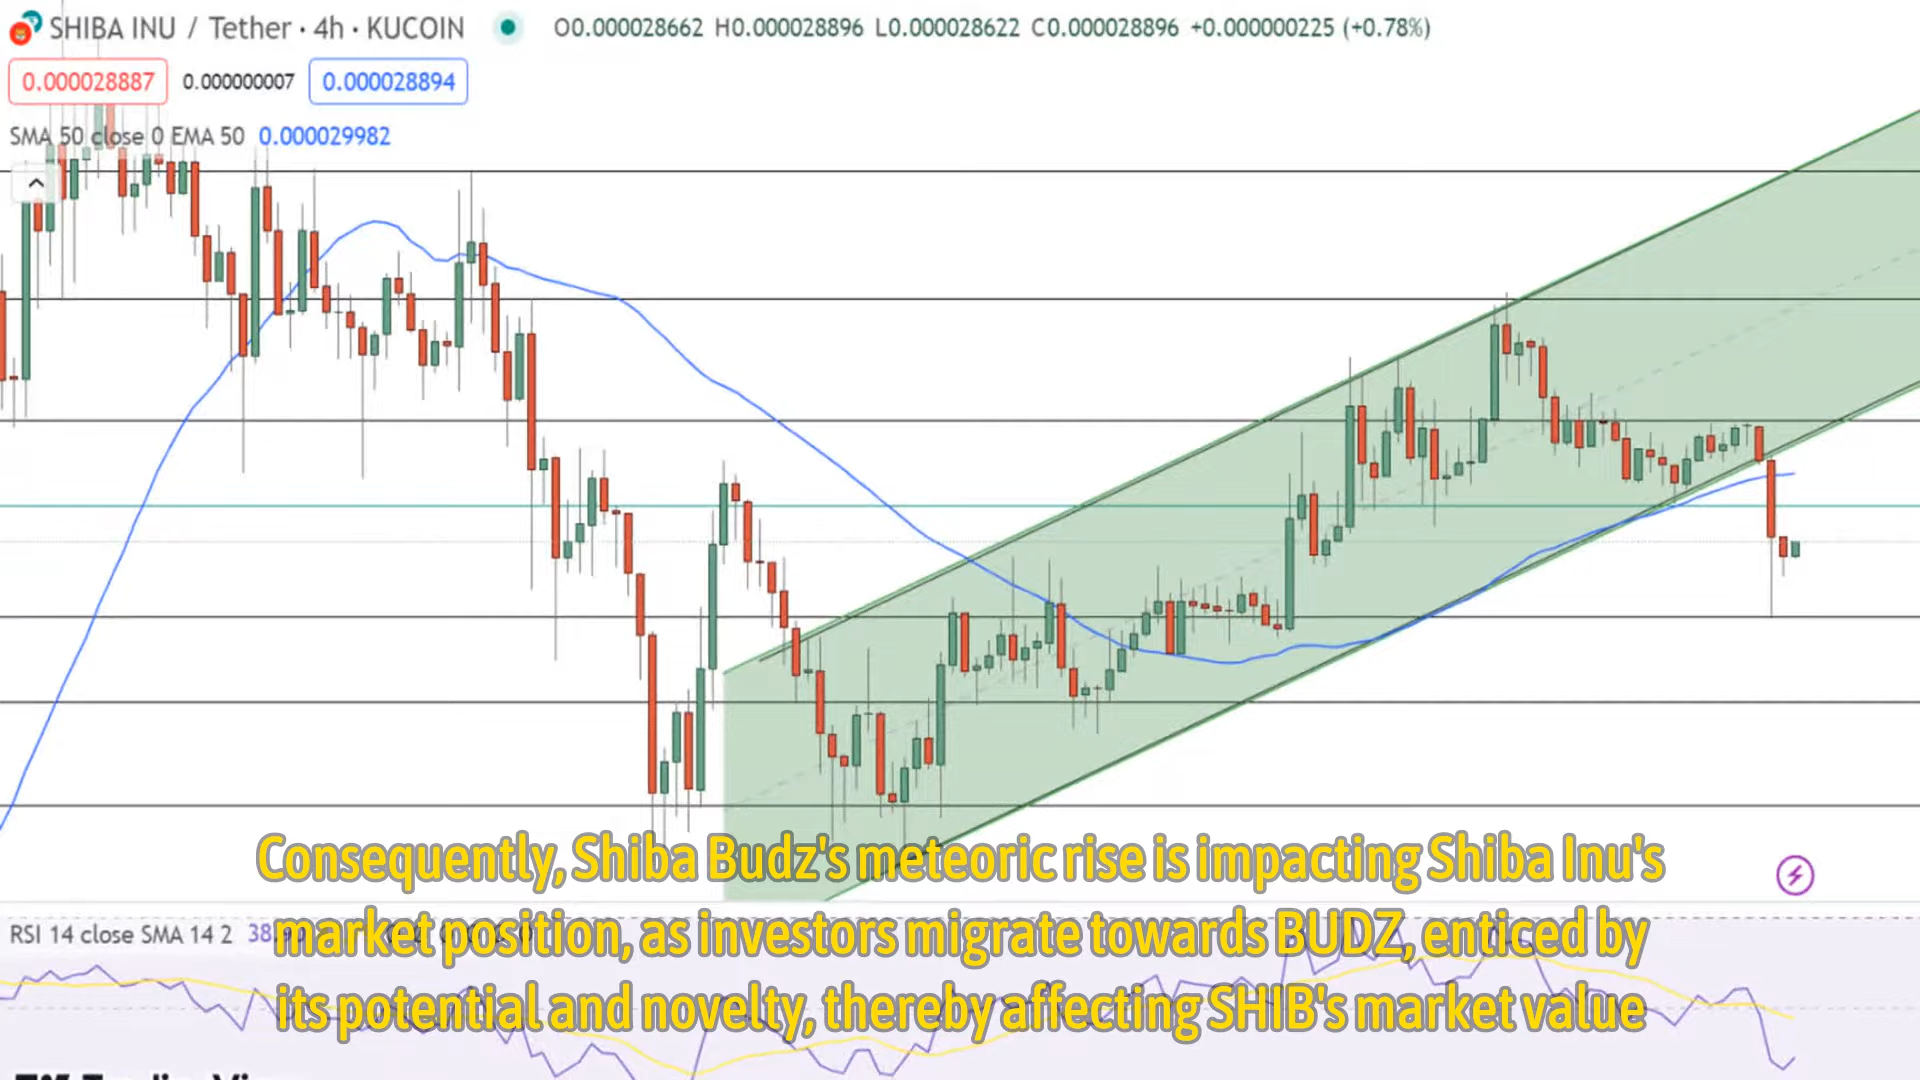 SHIBA INU / Tether · 4h · KUCOIN O0.000028662 H0.000028896 L0.000028622 C0.000028896 +0.000000225 (+0.78%)
0.000028887 0.000000007 0.000028894
SMA 50 close 0 EMA 50 0.000029982
Consequently, Shiba Budz's meteoric rise is impacting Shiba Inu's
RSI 14 close SMA 14 2
market position, as investors migrate towards BUDZ, enticed by
its potential and novelty, thereby affecting SHIB's market value